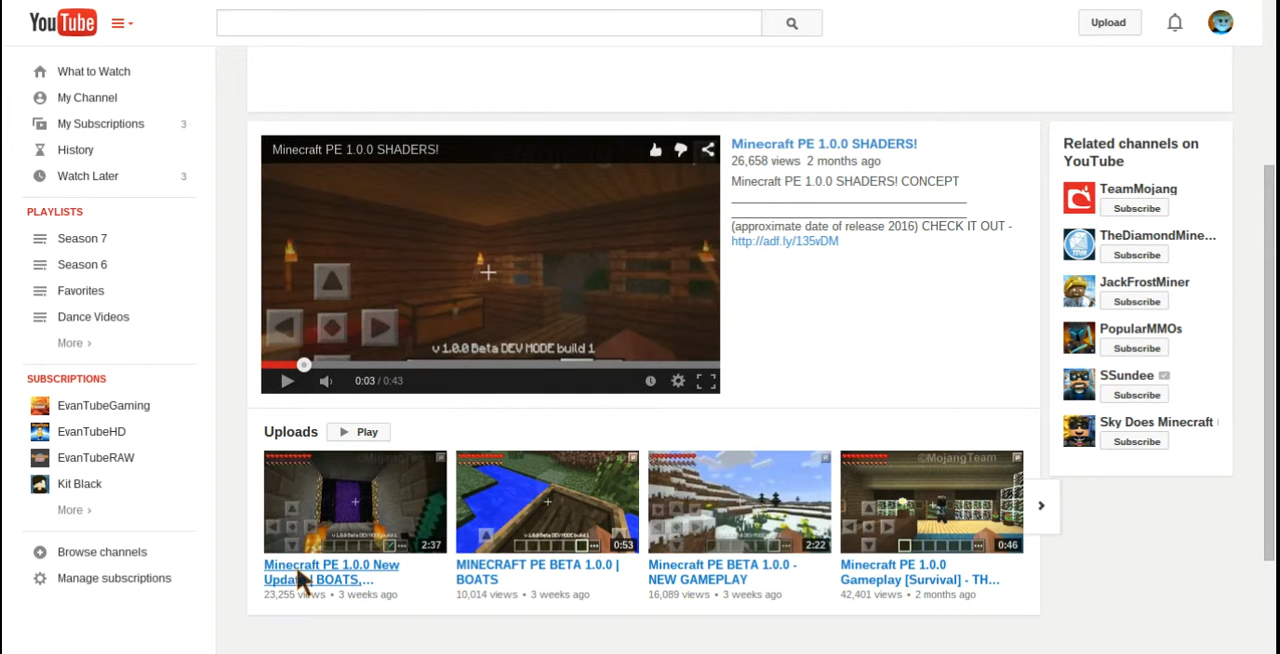 YouTube
Upload
What to Watch
My Channel
My Subscriptions 3
History
Watch Later 3
PLAYLISTS
Season 7
Season 6
Favorites
Dance Videos
More ›
SUBSCRIPTIONS
EvanTubeGaming
EvanTubeHD
EvanTubeRAW
Kit Black
More ›
Browse channels
Manage subscriptions
Minecraft PE 1.0.0 SHADERS!
v 1.0.0 Beta DEV MODE build 1
0:03 / 0:43
Minecraft PE 1.0.0 SHADERS!
26,658 views 2 months ago
Minecraft PE 1.0.0 SHADERS! CONCEPT
(approximate date of release 2016) CHECK IT OUT -
http://adf.ly/135vDM
Uploads
Play
2:37
Minecraft PE 1.0.0 New
Update | BOATS,...
23,255 views • 3 weeks ago
0:53
MINECRAFT PE BETA 1.0.0 |
BOATS
10,014 views • 3 weeks ago
2:22
Minecraft PE BETA 1.0.0 -
NEW GAMEPLAY
16,089 views • 3 weeks ago
@MojangTeam
0:46
Minecraft PE 1.0.0
Gameplay [Survival] - TH...
42,401 views • 2 months ago
Related channels on
YouTube
TeamMojang
Subscribe
TheDiamondMine...
Subscribe
JackFrostMiner
Subscribe
PopularMMOs
Subscribe
SSundee
Subscribe
Sky Does Minecraft
Subscribe